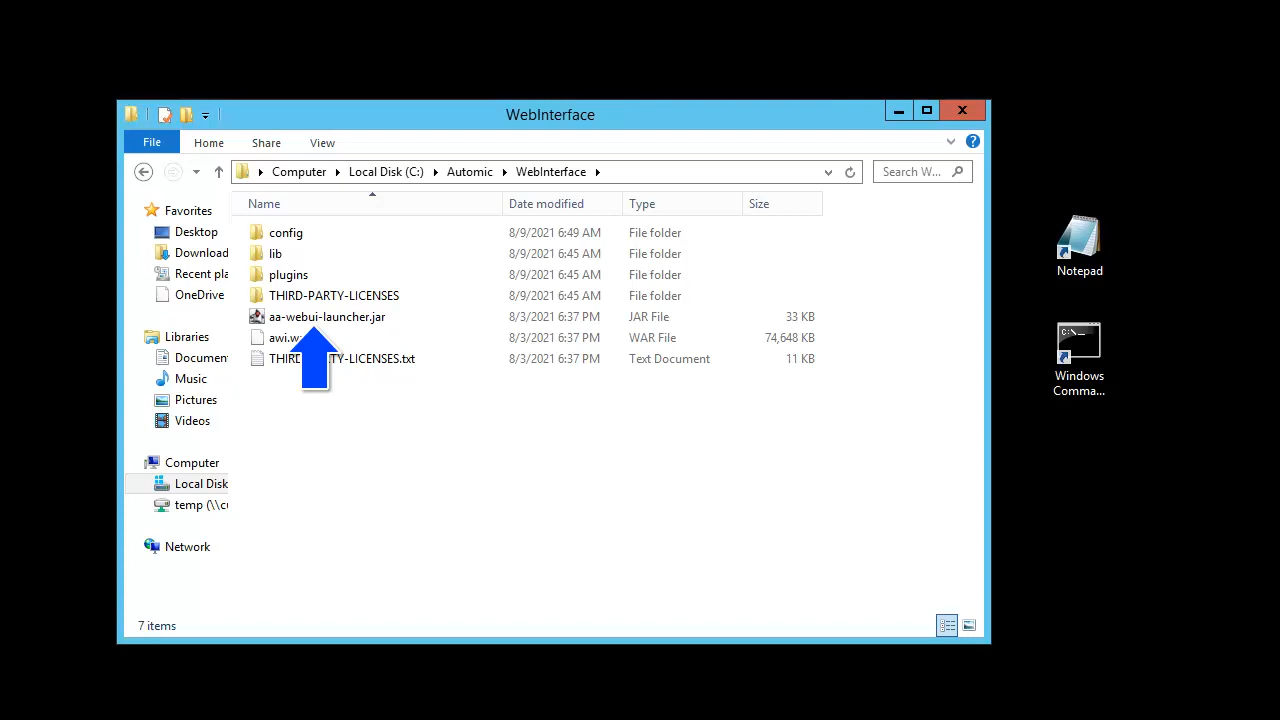 WebInterface
File Home Share View
Computer Local Disk (C:) Automic WebInterface Search W...
Name Date modified Type Size
Favorites
Desktop
Download
Recent pla
OneDrive
Libraries
Documen
Music
Pictures
Videos
Computer
Local Disk
temp (\\cu
Network
config 8/9/2021 6:49 AM File folder
lib 8/9/2021 6:45 AM File folder
plugins 8/9/2021 6:45 AM File folder
THIRD-PARTY-LICENSES 8/9/2021 6:45 AM File folder
aa-webui-launcher.jar 8/3/2021 6:37 PM JAR File 33 KB
8/3/2021 6:37 PM WAR File 74,648 KB
8/3/2021 6:37 PM Text Document 11 KB
7 items
Notepad
C:\>_
Windows
Comma...